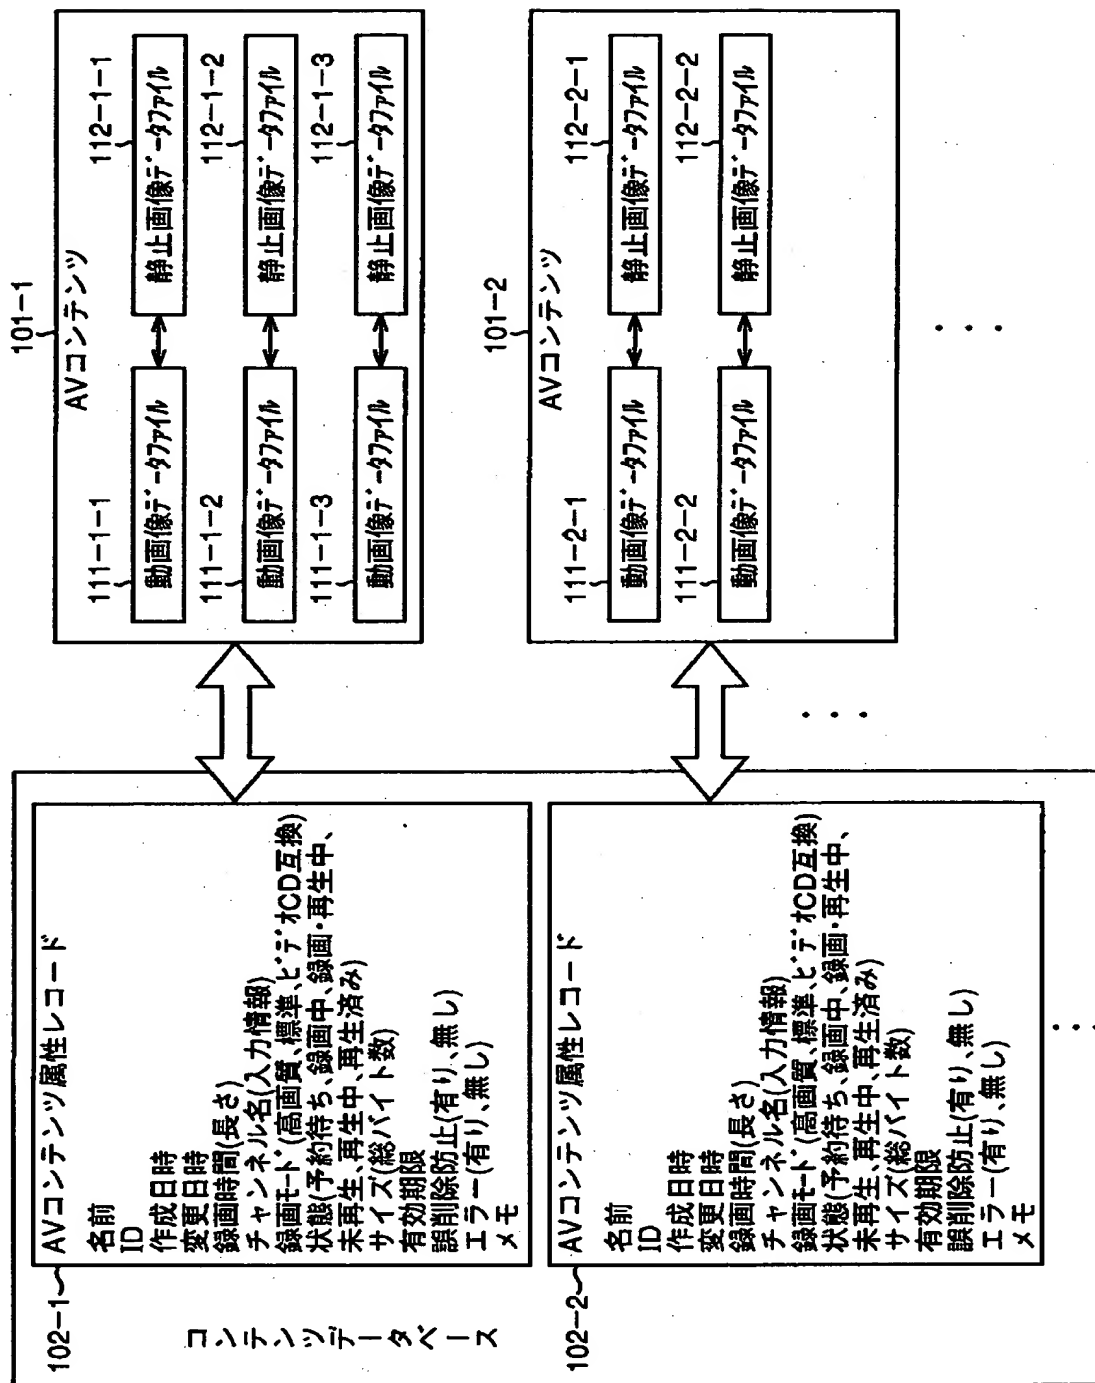 コンテンツデータベース
102-1
AVコンテンツ属性レコード
名前
ID
作成日時
変更日時
録画時間(長さ)
チャンネル名(入力情報)
録画モード(高画質、標準、ビデオCD互換)
状態(予約待ち、録画中、録画・再生中、
未再生、再生中、再生済み)
サイズ(総バイト数)
有効期限
誤削除防止(有り、無し)
エラー(有り、無し)
メモ
102-2
AVコンテンツ属性レコード
名前
ID
作成日時
変更日時
録画時間(長さ)
チャンネル名(入力情報)
録画モード(高画質、標準、ビデオCD互換)
状態(予約待ち、録画中、録画・再生中、
未再生、再生中、再生済み)
サイズ(総バイト数)
有効期限
誤削除防止(有り、無し)
エラー(有り、無し)
メモ
101-1
AVコンテンツ
111-1-1
動画像データファイル
112-1-1
静止画像データファイル
111-1-2
動画像データファイル
112-1-2
静止画像データファイル
111-1-3
動画像データファイル
112-1-3
静止画像データファイル
101-2
AVコンテンツ
111-2-1
動画像データファイル
112-2-1
静止画像データファイル
111-2-2
動画像データファイル
112-2-2
静止画像データファイル